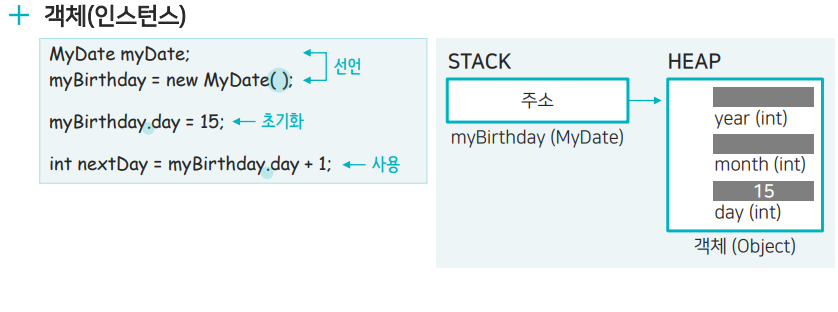 + 객체(인스턴스)
MyDate myDate;
myBirthday = new MyDate( );
선언
myBirthday.day = 15;
초기화
int nextDay = myBirthday.day + 1;
사용
STACK
주소
myBirthday (MyDate)
HEAP
year (int)
month (int)
15
day (int)
객체 (Object)